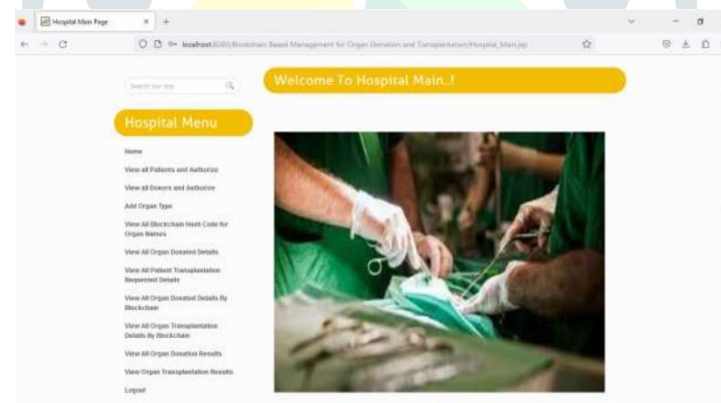 Hospital Main Page
localhost:8080/Blockchain Based Management for Organ Donation and Transplantation/Hospital_Main.jsp
Search our site
Welcome To Hospital Main..!
Hospital Menu
Home
View all Patients and Authorize
View all Donors and Authorize
Add Organ Type
View All Blockchain Hash Code for
Organ Names
View All Organ Donated Details
View All Patient Transplantation
Requested Details
View All Organ Donated Details By
Blockchain
View All Organ Transplantation
Details By Blockchain
View All Organ Donation Results
View Organ Transplantation Results
Logout